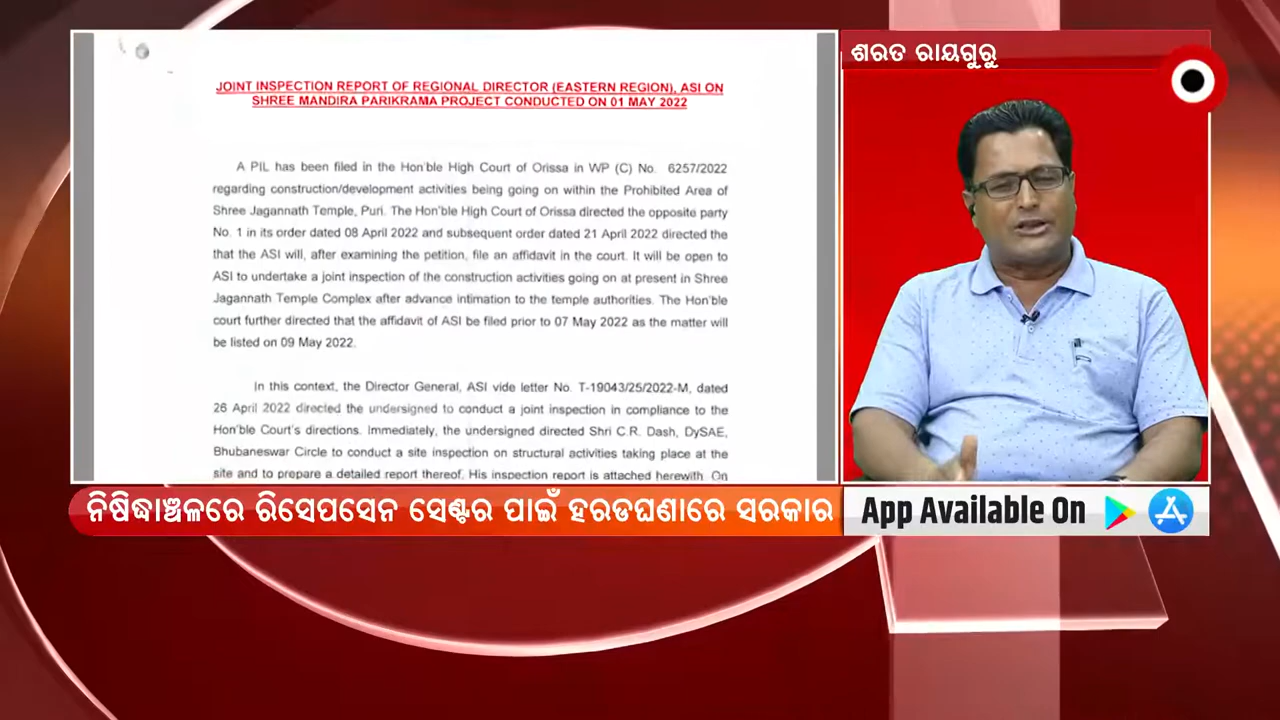 JOINT INSPECTION REPORT OF REGIONAL DIRECTOR (EASTERN REGION), ASI ON
SHREE MANDIRA PARIKRAMA PROJECT CONDUCTED ON 01 MAY 2022
A PIL has been filed in the Hon'ble High Court of Orissa in WP (C) No. 6257/2022
regarding construction/development activities being going on within the Prohibited Area of
Shree Jagannath Temple, Puri. The Hon'ble High Court of Orissa directed the opposite party
No. 1 in its order dated 08 April 2022 and subsequent order dated 21 April 2022 directed the
that the ASI will, after examining the petition, file an affidavit in the court. It will be open to
ASI to undertake a joint inspection of the construction activities going on at present in Shree
Jagannath Temple Complex after advance intimation to the temple authorities. The Hon'ble
court further directed that the affidavit of ASI be filed prior to 07 May 2022 as the matter will
be listed on 09 May 2022.
In this context, the Director General, ASI vide letter No. T-19043/25/2022-M, dated
26 April 2022 directed the undersigned to conduct a joint inspection in compliance to the
Hon'ble Court's directions. Immediately, the undersigned directed Shri C.R. Dash, DySAE,
Bhubaneswar Circle to conduct a site inspection on structural activities taking place at the
site and to prepare a detailed report thereof. His inspection report is attached herewith. On
ଶରତ ରାୟଗୁରୁ
ନିଷିଦ୍ଧାଞ୍ଚଳରେ ରିସେପସେନ ସେଣ୍ଟର ପାଇଁ ହରଡଘଣାରେ ସରକାର
App Available On